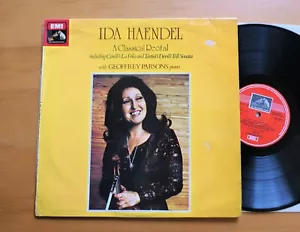 EMI
IDA HAENDEL
A Classical Recital
including Corelli's La Folia and Tartini's Devil's Trill Sonata
with GEOFFREY PARSONS piano